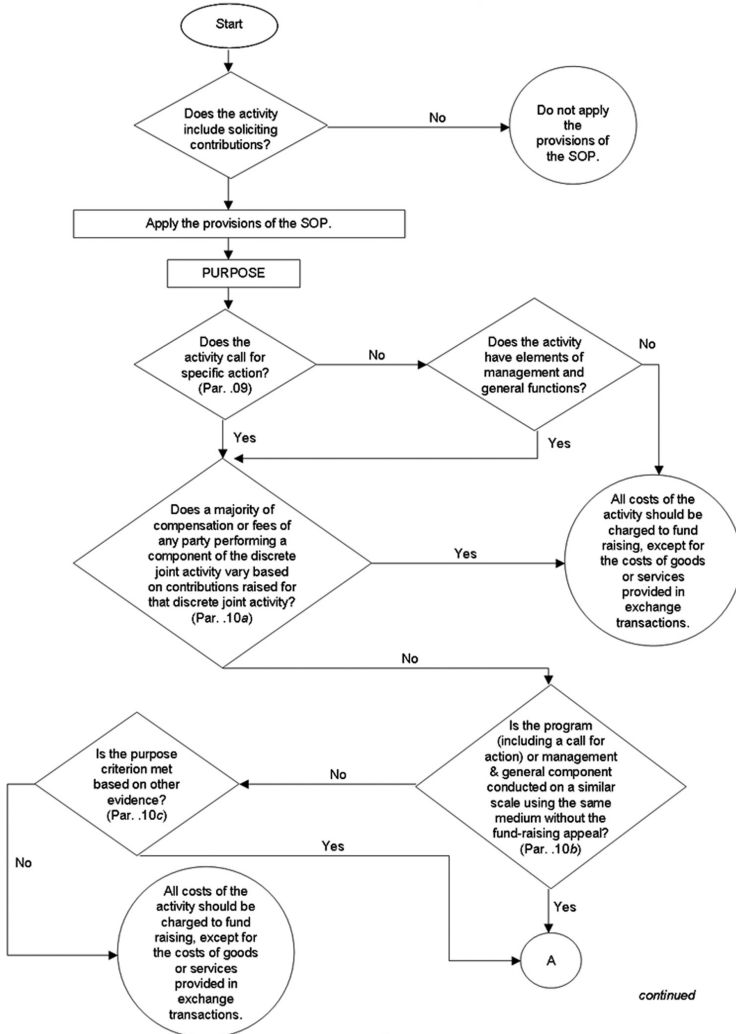 Start
Does the activity
include soliciting
contributions?
No
Do not apply
the
provisions of
the SOP.
Apply the provisions of the SOP.
PURPOSE
Does the
activity call for
specific action?
(Par. .09)
No
Does the activity
have elements of
management and
general functions?
No
Yes
Yes
Does a majority of
compensation or fees of
any party performing a
component of the discrete
joint activity vary based
on contributions raised for
that discrete joint activity?
(Par. .10a)
Yes
All costs of the
activity should be
charged to fund
raising, except for
the costs of goods
or services
provided in
exchange
transactions.
No
Is the program
(including a call for
action) or management
& general component
conducted on a similar
scale using the same
medium without the
fund-raising appeal?
(Par. .10b)
No
Is the purpose
criterion met
based on other
evidence?
(Par. .10c)
No
Yes
Yes
All costs of the
activity should be
charged to fund
raising, except for
the costs of goods
or services
provided in
exchange
transactions.
A
continued